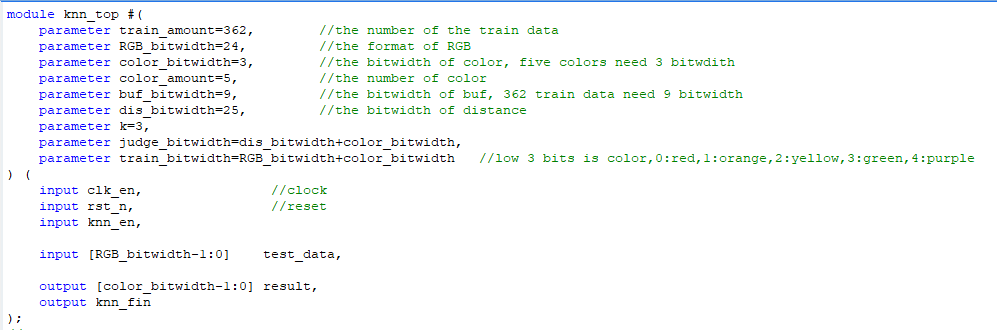 module knn_top #(
parameter train_amount=362, //the number of the train data
parameter RGB_bitwidth=24, //the format of RGB
parameter color_bitwidth=3, //the bitwidth of color, five colors need 3 bitwdith
parameter color_amount=5, //the number of color
parameter buf_bitwidth=9, //the bitwidth of buf, 362 train data need 9 bitwidth
parameter dis_bitwidth=25, //the bitwidth of distance
parameter k=3,
parameter judge_bitwidth=dis_bitwidth+color_bitwidth,
parameter train_bitwidth=RGB_bitwidth+color_bitwidth //low 3 bits is color,0:red,1:orange,2:yellow,3:green,4:purple
) (
input clk_en, //clock
input rst_n, //reset
input knn_en,
input [RGB_bitwidth-1:0] test_data,
output [color_bitwidth-1:0] result,
output knn_fin
);